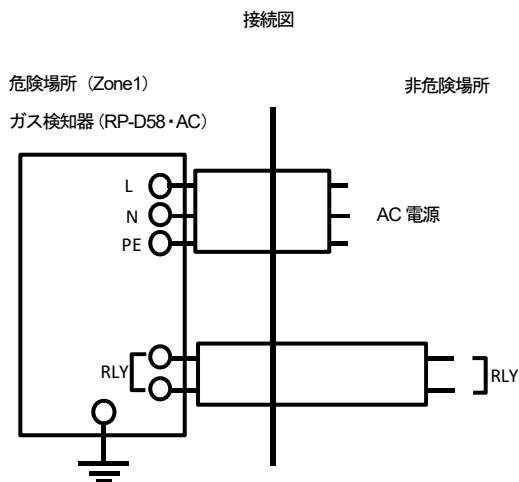 接続図
危険場所（Zone1）
非危険場所
ガス検知器（RP-D58・AC）
L
N
AC 電源
PE
RLY
RLY